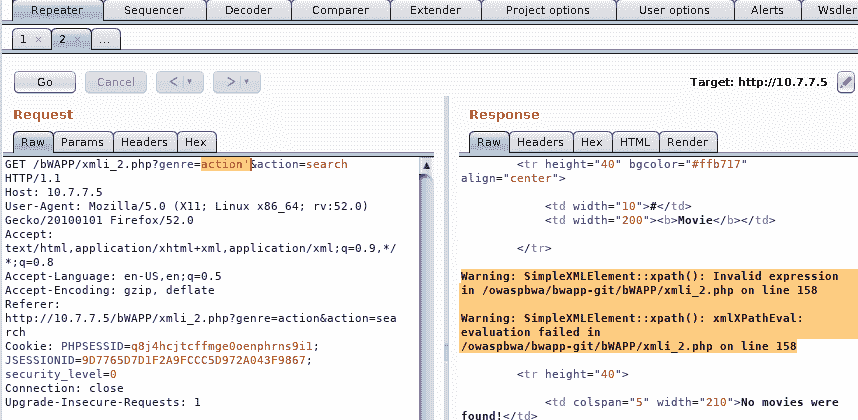 Repeater Sequencer Decoder Comparer Extender Project options User options Alerts Wsdler
1 × 2 × ...
Go Cancel < > Target: http://10.7.7.5
Request
Raw Params Headers Hex
GET /bWAPP/xmli_2.php?genre=action'&action=search
HTTP/1.1
Host: 10.7.7.5
User-Agent: Mozilla/5.0 (X11; Linux x86_64; rv:52.0)
Gecko/20100101 Firefox/52.0
Accept:
text/html,application/xhtml+xml,application/xml;q=0.9,*/
*;q=0.8
Accept-Language: en-US,en;q=0.5
Accept-Encoding: gzip, deflate
Referer:
http://10.7.7.5/bWAPP/xmli_2.php?genre=action&action=sea
rch
Cookie: PHPSESSID=q8j4hcjtcffmge0oenphrns9i1;
JSESSIONID=9D7765D7D1F2A9FCCC5D972A043F9867;
security_level=0
Connection: close
Upgrade-Insecure-Requests: 1
Response
Raw Headers Hex HTML Render
<tr height="40" bgcolor="#ffb717"
align="center">
<td width="10">#</td>
<td width="200"><b>Movie</b></td>
</tr>
Warning: SimpleXMLElement::xpath(): Invalid expression
in /owaspbwa/bwapp-git/bWAPP/xmli_2.php on line 158
Warning: SimpleXMLElement::xpath(): xmlXPathEval:
evaluation failed in
/owaspbwa/bwapp-git/bWAPP/xmli_2.php on line 158
<tr height="40">
<td colspan="5" width="210">No movies were
found!</td>